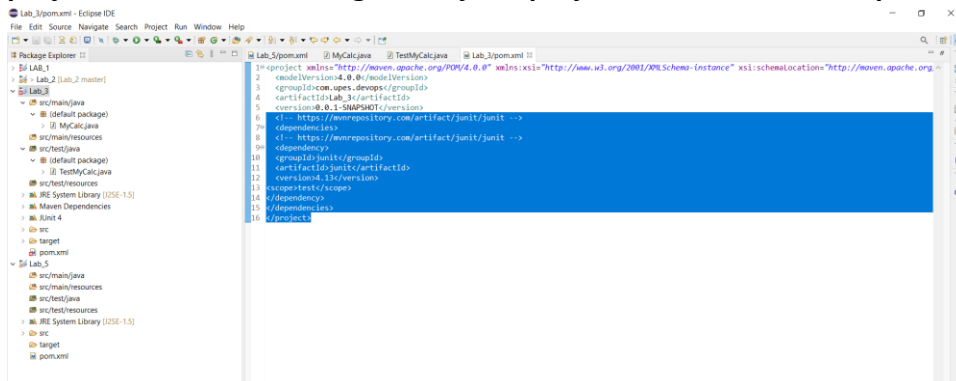 Lab_3/pom.xml - Eclipse IDE
File Edit Source Navigate Search Project Run Window Help
Package Explorer
Lab_5/pom.xml MyCalc.java TestMyCalc.java Lab_3/pom.xml
LAB_1
> Lab_2 [Lab_2 master]
Lab_3
src/main/java
(default package)
MyCalc.java
src/main/resources
src/test/java
(default package)
TestMyCalc.java
src/test/resources
JRE System Library [J2SE-1.5]
Maven Dependencies
JUnit 4
src
target
pom.xml
Lab_5
src/main/java
src/main/resources
src/test/java
src/test/resources
JRE System Library [J2SE-1.5]
src
target
pom.xml
1 <project xmlns="http://maven.apache.org/POM/4.0.0" xmlns:xsi="http://www.w3.org/2001/XMLSchema-instance" xsi:schemaLocation="http://maven.apache.org
2 <modelVersion>4.0.0</modelVersion>
3 <groupId>com.upes.devops</groupId>
4 <artifactId>Lab_3</artifactId>
5 <version>0.0.1-SNAPSHOT</version>
6 <!-- https://mvnrepository.com/artifact/junit/junit -->
7 <dependencies>
8 <!-- https://mvnrepository.com/artifact/junit/junit -->
9 <dependency>
10 <groupId>junit</groupId>
11 <artifactId>junit</artifactId>
12 <version>4.13</version>
13 <scope>test</scope>
14 </dependency>
15 </dependencies>
16 </project>